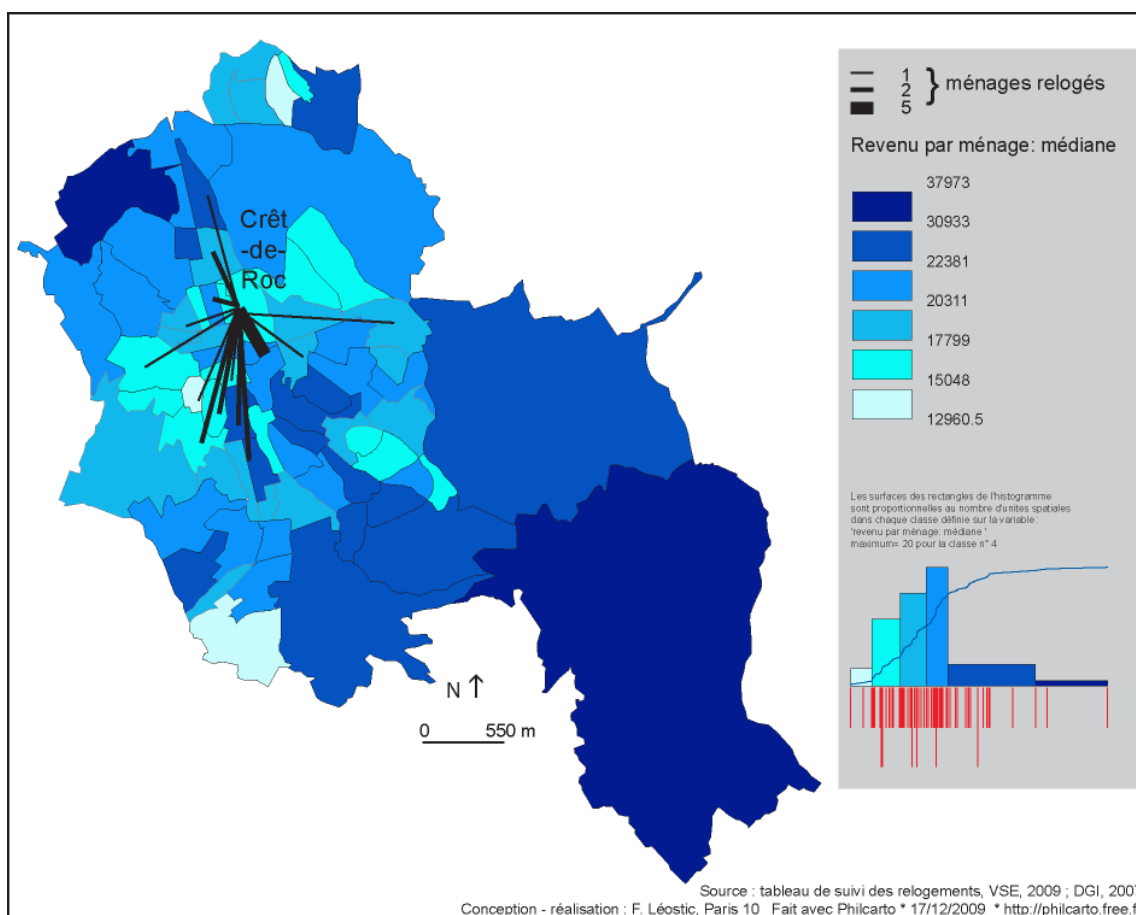 Crêt
-de-
Roc
N ↑
0 550 m
1
2
5
} ménages relogés
Revenu par ménage: médiane
37973
30933
22381
20311
17799
15048
12960.5
Les surfaces des rectangles de l'histogramme
sont proportionnelles au nombre d'unites spatiales
dans chaque classe définie sur la variable :
'revenu par ménage: médiane '
maximum= 20 pour la classe n° 4
Source : tableau de suivi des relogements, VSE, 2009 ; DGI, 2007
Conception - réalisation : F. Léostic, Paris 10 Fait avec Philcarto * 17/12/2009 * http://philcarto.free.f